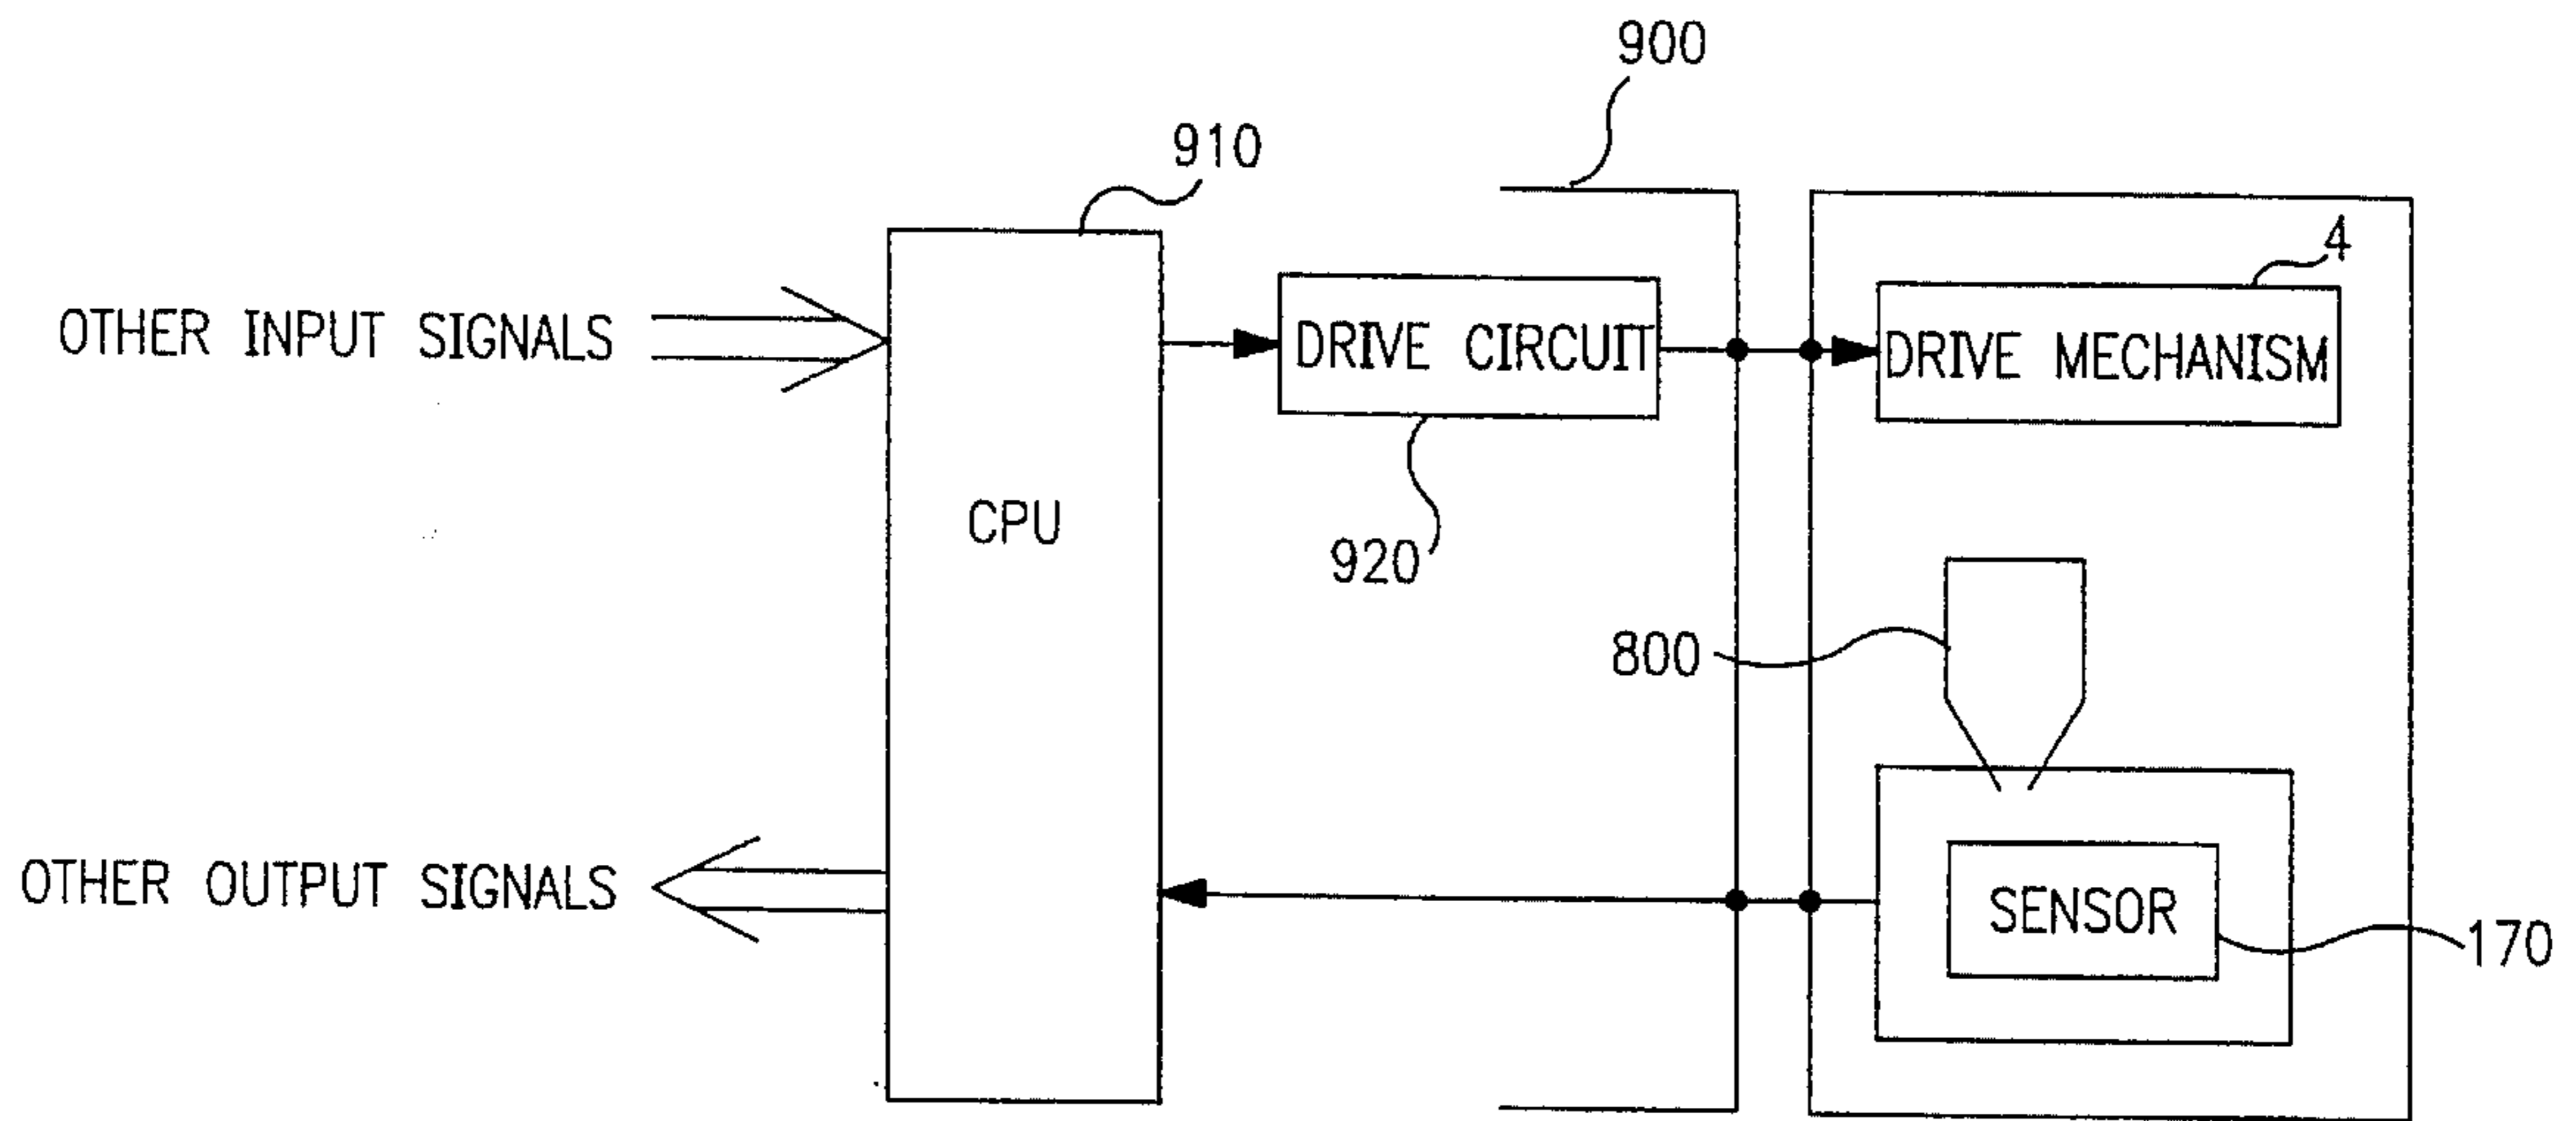 900
910
4
OTHER INPUT SIGNALS
DRIVE CIRCUIT
DRIVE MECHANISM
CPU
920
800
OTHER OUTPUT SIGNALS
SENSOR
170